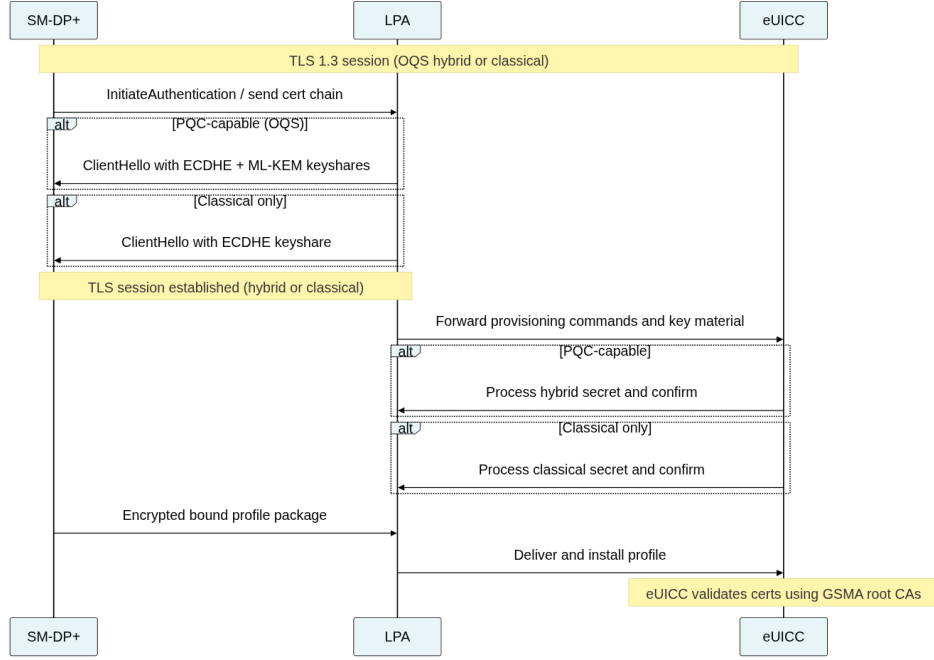 SM-DP+
LPA
eUICC
TLS 1.3 session (OQS hybrid or classical)
InitiateAuthentication / send cert chain
alt
[PQC-capable (OQS)]
ClientHello with ECDHE + ML-KEM keyshares
alt
[Classical only]
ClientHello with ECDHE keyshare
TLS session established (hybrid or classical)
Forward provisioning commands and key material
alt
[PQC-capable]
Process hybrid secret and confirm
alt
[Classical only]
Process classical secret and confirm
Encrypted bound profile package
Deliver and install profile
eUICC validates certs using GSMA root CAs
SM-DP+
LPA
eUICC